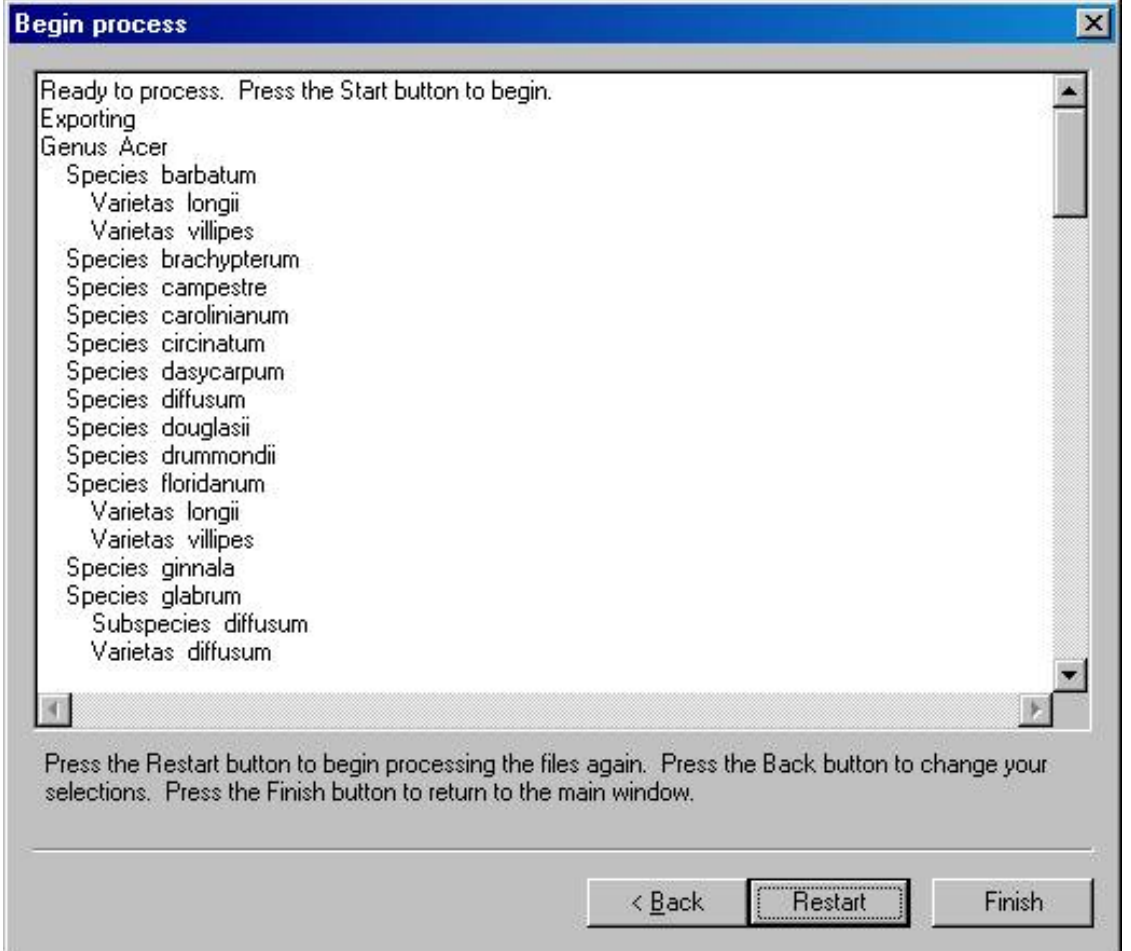 Begin process
Ready to process.  Press the Start button to begin.
Exporting
Genus Acer
Species barbatum
Varietas longii
Varietas villipes
Species brachypterum
Species campestre
Species carolinianum
Species circinatum
Species dasycarpum
Species diffusum
Species douglasii
Species drummondii
Species floridanum
Varietas longii
Varietas villipes
Species ginnala
Species glabrum
Subspecies diffusum
Varietas diffusum
Press the Restart button to begin processing the files again.  Press the Back button to change your
selections.  Press the Finish button to return to the main window.
< Back Restart Finish